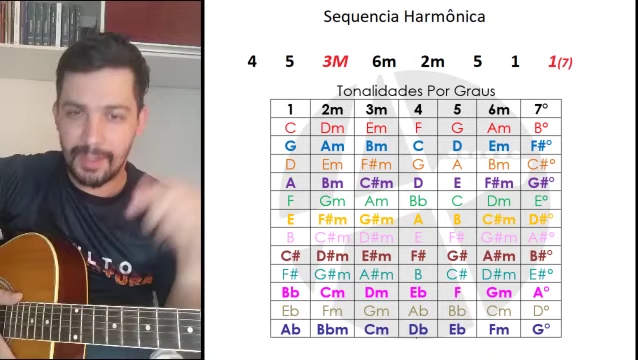 Sequencia Harmônica
4 5 3M 6m 2m 5 1 1(7)
Tonalidades Por Graus
1 2m 3m 4 5 6m 7°
C Dm Em F G Am B°
G Am Bm C D Em F#°
D Em F#m G A Bm C#°
A Bm C#m D E F#m G#°
F Gm Am Bb C Dm E°
E F#m G#m A B C#m D#°
B C#m D#m E F# G#m A#°
C# D#m E#m F# G# A#m B#°
F# G#m A#m B C# D#m E#°
Bb Cm Dm Eb F Gm A°
Eb Fm Gm Ab Bb Cm D°
Ab Bbm Cm Db Eb Fm G°